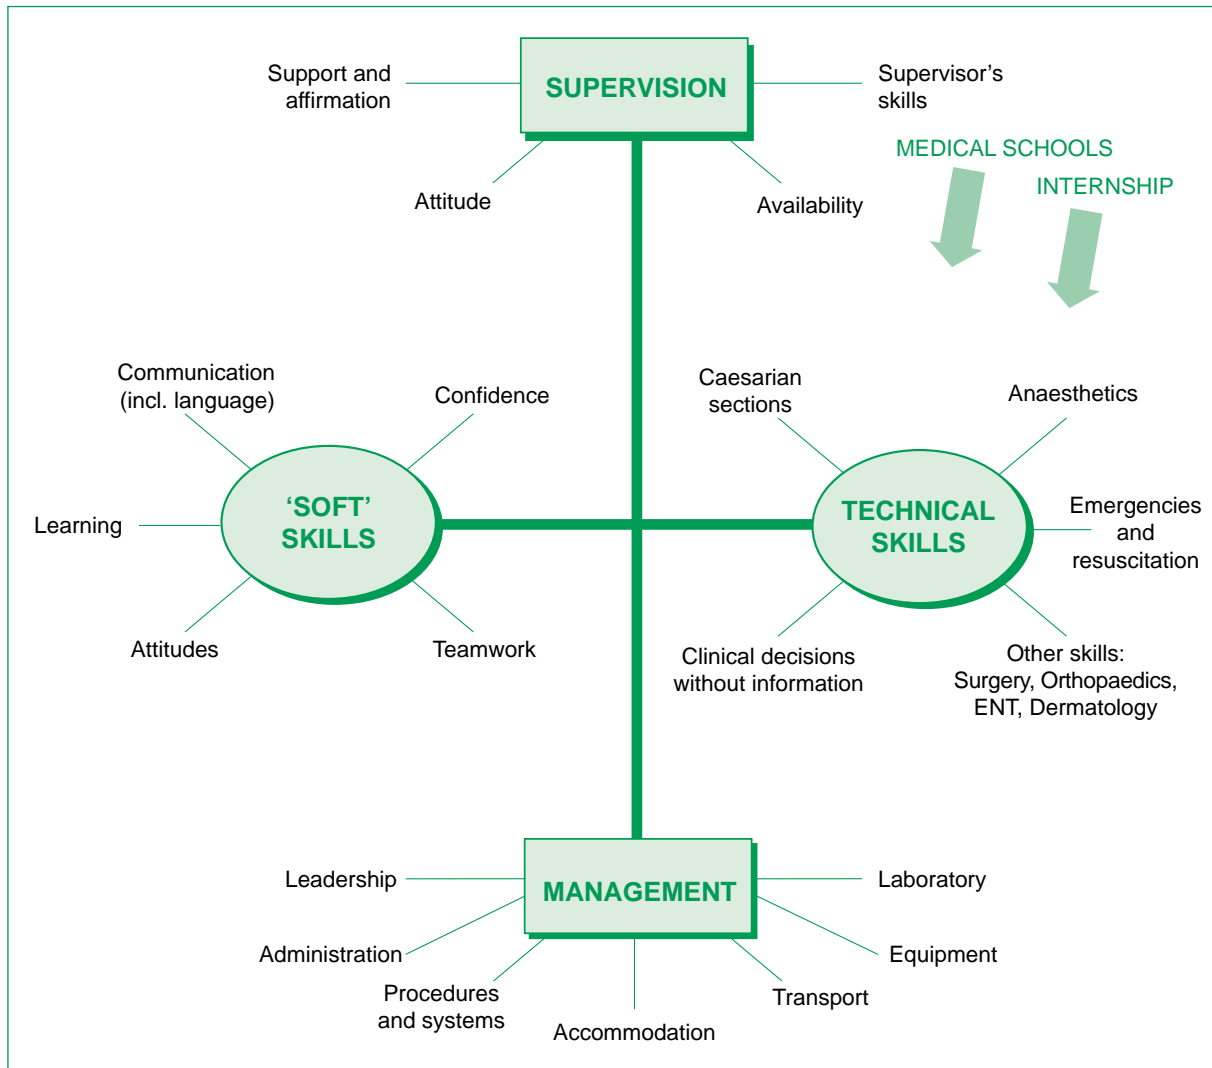 Support and
affirmation
SUPERVISION
Supervisor’s
skills
Attitude
Availability
MEDICAL SCHOOLS
INTERNSHIP
Communication
(incl. language)
Confidence
‘SOFT’
SKILLS
Learning
Attitudes
Teamwork
Caesarian
sections
Anaesthetics
TECHNICAL
SKILLS
Emergencies
and
resuscitation
Clinical decisions
without information
Other skills:
Surgery, Orthopaedics,
ENT, Dermatology
Leadership
MANAGEMENT
Laboratory
Administration
Equipment
Procedures
and systems
Transport
Accommodation